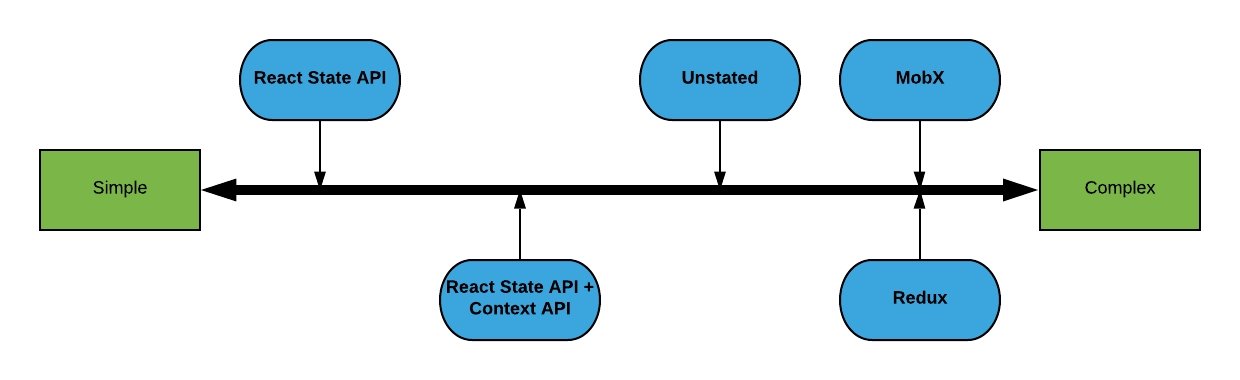 React State API
Unstated
MobX
Simple
Complex
React State API +
Context API
Redux